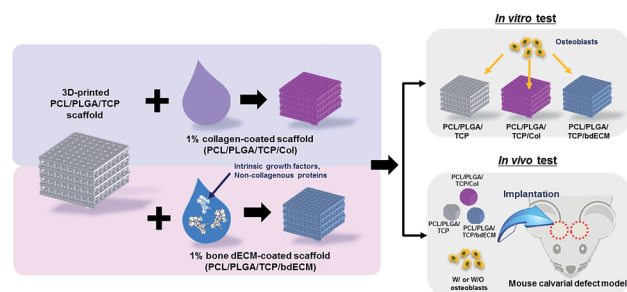 3D-printed
PCL/PLGA/TCP
scaffold
1% collagen-coated scaffold
(PCL/PLGA/TCP/Col)
Intrinsic growth factors,
Non-collagenous proteins
1% bone dECM-coated scaffold
(PCL/PLGA/TCP/bdECM)
In vitro test
Osteoblasts
PCL/PLGA/
TCP
PCL/PLGA/
TCP/Col
PCL/PLGA/
TCP/bdECM
In vivo test
PCL/PLGA/
TCP/Col
Implantation
PCL/PLGA/
TCP
PCL/PLGA/
TCP/bdECM
W/ or W/O
osteoblasts
Mouse calvarial defect model